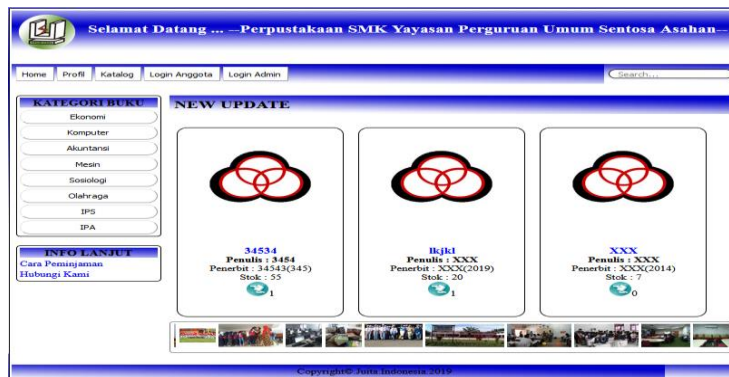 Selamat Datang ... --Perpustakaan SMK Yayasan Perguruan Umum Sentosa Asahan--
Home Profil Katalog Login Anggota Login Admin Search...
KATEGORI BUKU
Ekonomi
Komputer
Akuntansi
Mesin
Sosiologi
Olahraga
IPS
IPA
INFO LANJUT
Cara Peminjaman
Hubungi Kami
NEW UPDATE
34534
Penulis : 3454
Penerbit : 34543(345)
Stok : 55
1
lkjkl
Penulis : XXX
Penerbit : XXX(2019)
Stok : 20
1
XXX
Penulis : XXX
Penerbit : XXX(2014)
Stok : 7
0
Copyright© Juita Indonesia 2019